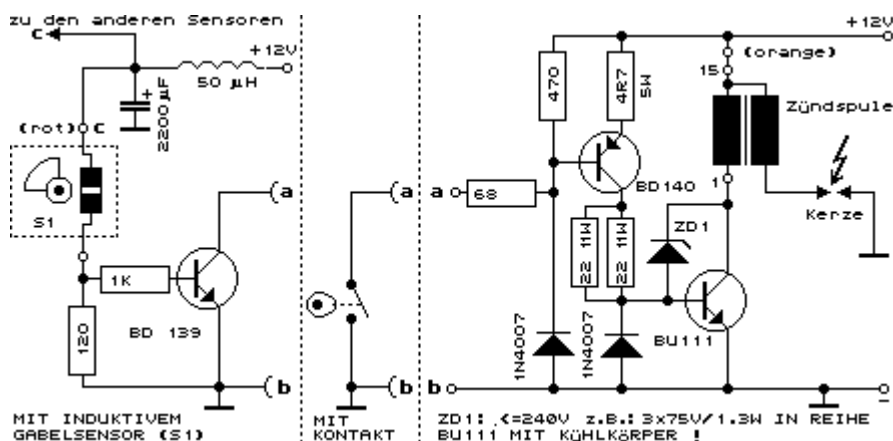 zu den anderen Sensoren
C
+12V
50 µH
2200µF
+
(rot) C
S1
1K
120
BD 139
(a
(b
MIT INDUKTIVEM
GABELSENSOR (S1)
(a
(b
MIT
KONTAKT
+12V
470
4R7
5W
(orange)
15
Zündspule
BD140
a
68
1
Kerze
22 11W
22 11W
ZD1
1N4007
1N4007
BU111
b
-
ZD1: <=240V z.B.: 3x75V/1.3W IN REIHE
BU111 MIT KÜHLKÖRPER !